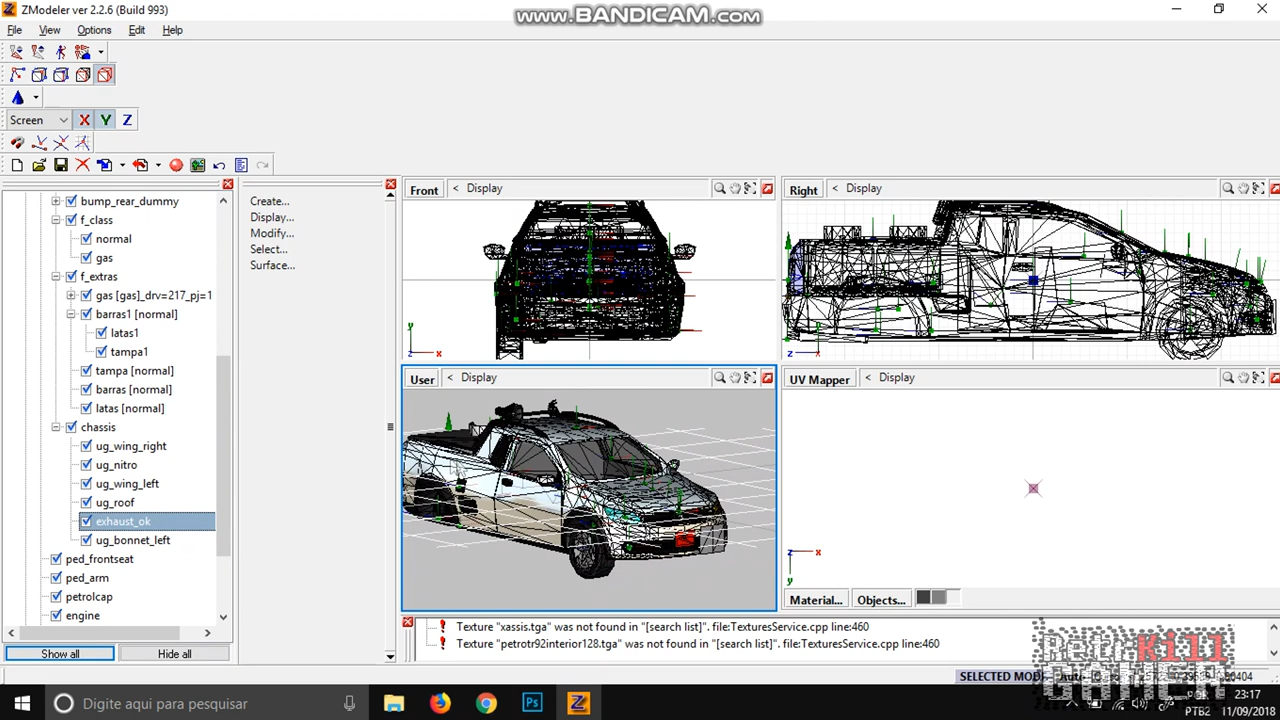 ZModeler ver 2.2.6 (Build 993)
www.BANDICAM.com
File View Options Edit Help
Screen X Y Z
bump_rear_dummy
f_class
normal
gas
f_extras
gas [gas]_drv=217_pj=1
barras1 [normal]
latas1
tampa1
tampa [normal]
barras [normal]
latas [normal]
chassis
ug_wing_right
ug_nitro
ug_wing_left
ug_roof
exhaust_ok
ug_bonnet_left
ped_frontseat
ped_arm
petrolcap
engine
Show all Hide all
Create...
Display...
Modify...
Select...
Surface...
Front < Display
y
z x
Right < Display
y
z x
User < Display
UV Mapper < Display
z x
y
Material... Objects...
Texture "xassis.tga" was not found in "[search list]". file:TexturesService.cpp line:460
Texture "petrotr92interior128.tga" was not found in "[search list]". file:TexturesService.cpp line:460
RetrKill
GAMER
SELECTED MODE
Digite aqui para pesquisar
Ps
Z
23:17
PTB2
11/09/2018